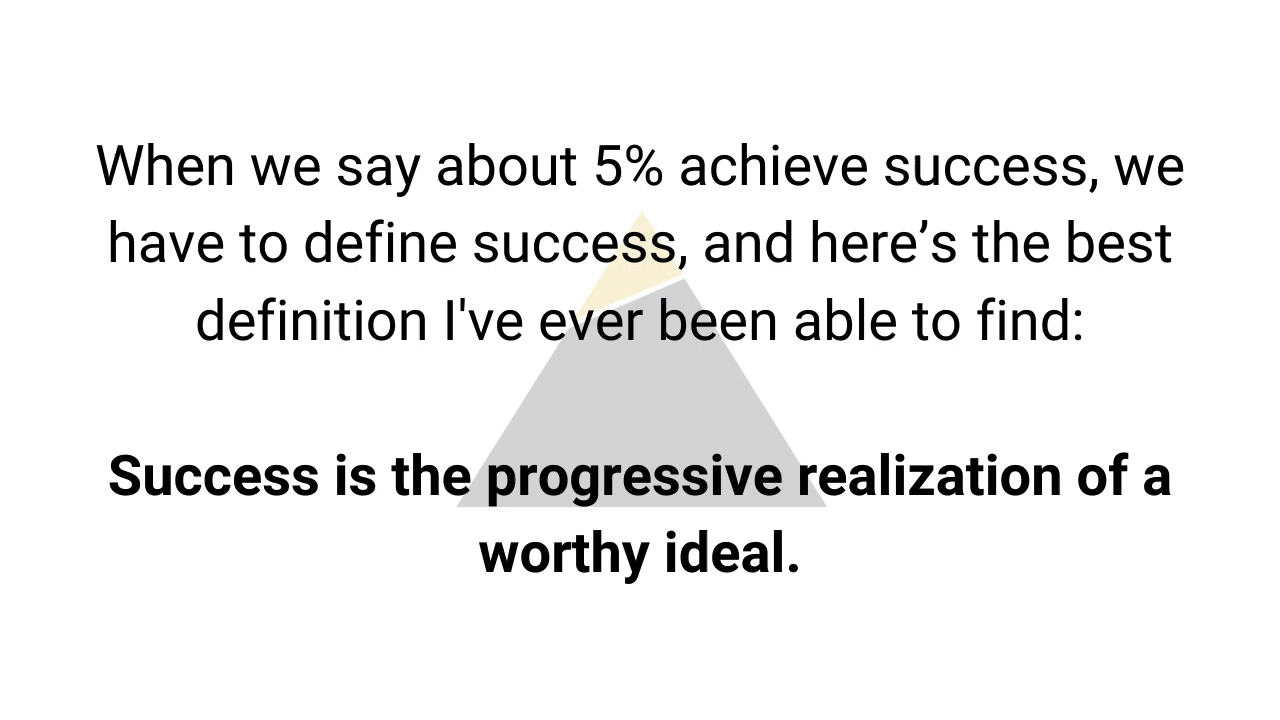 When we say about 5% achieve success, we
have to define success, and here’s the best
definition I've ever been able to find:
Success is the progressive realization of a
worthy ideal.